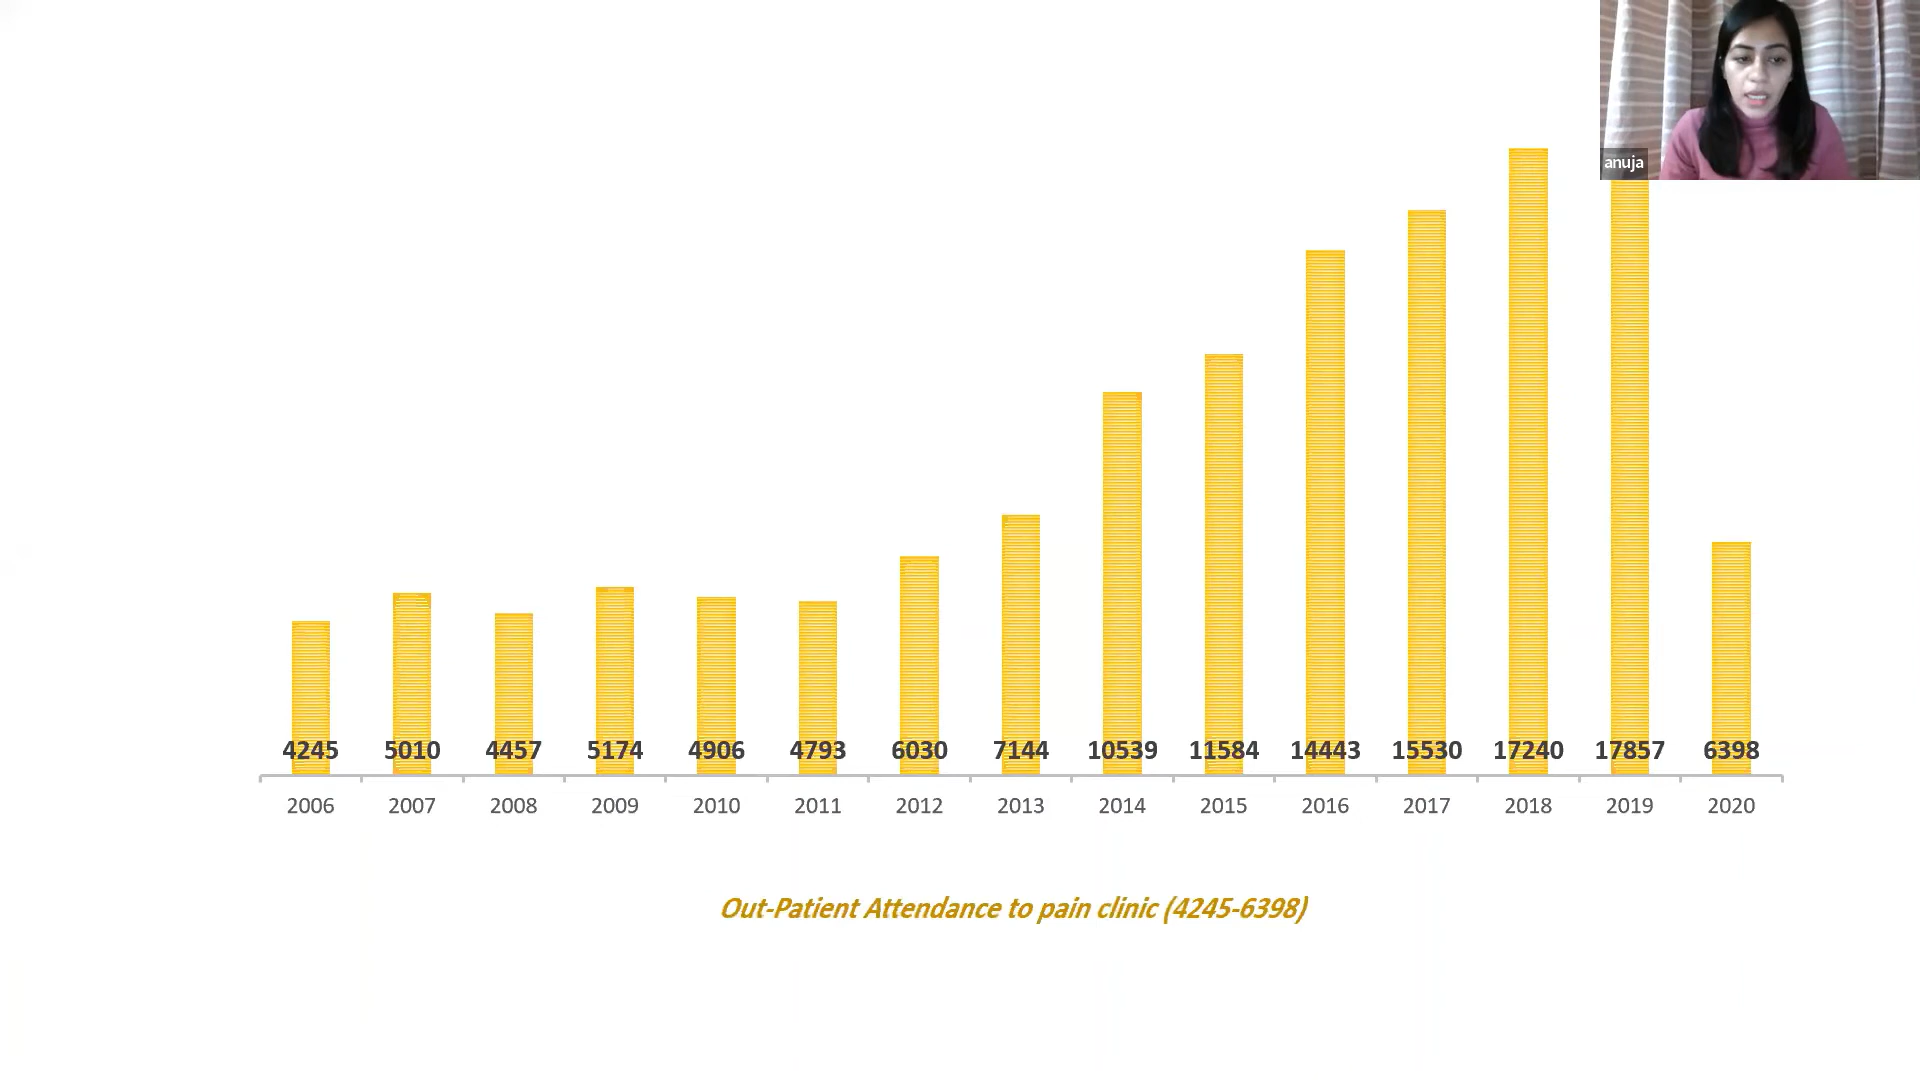 anuja
4245 5010 4457 5174 4906 4793 6030 7144 10539 11584 14443 15530 17240 17857 6398
2006 2007 2008 2009 2010 2011 2012 2013 2014 2015 2016 2017 2018 2019 2020
Out-Patient Attendance to pain clinic (4245-6398)